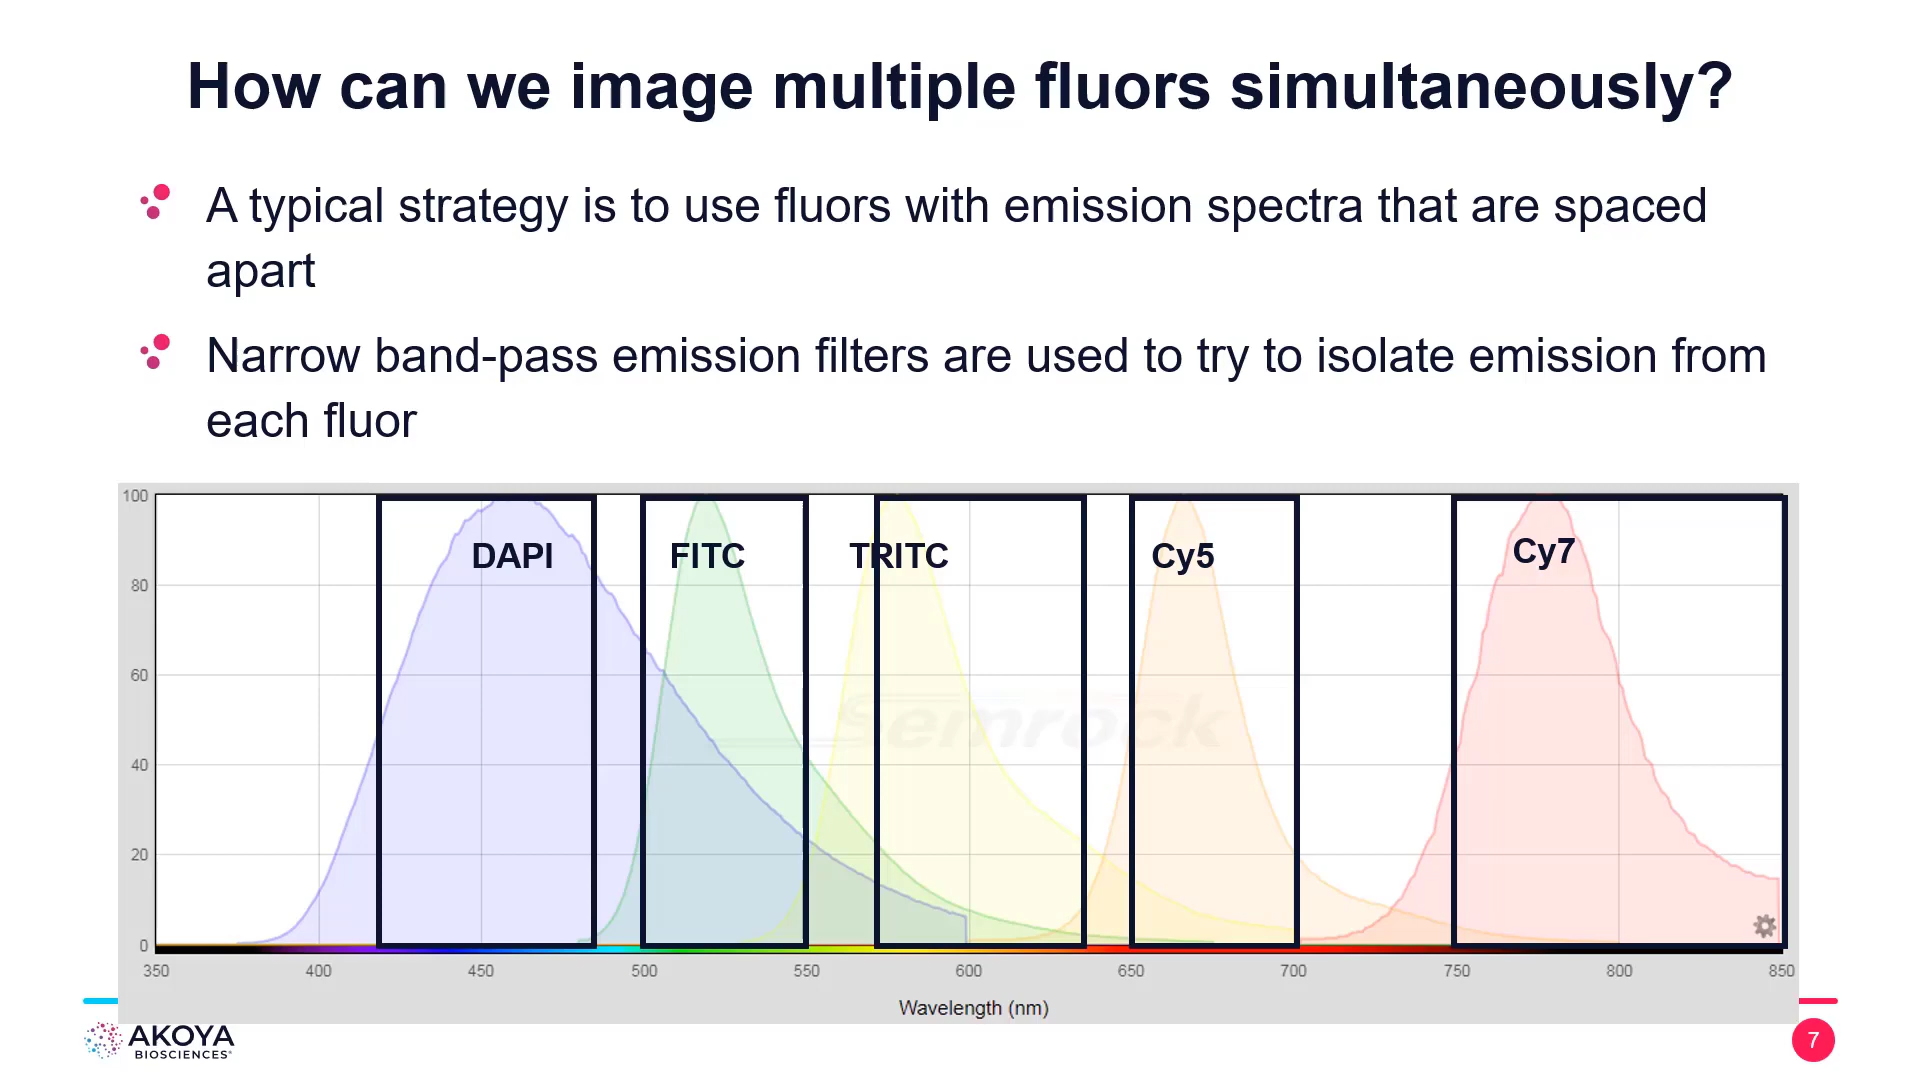 How can we image multiple fluors simultaneously?
A typical strategy is to use fluors with emission spectra that are spaced
apart
Narrow band-pass emission filters are used to try to isolate emission from
each fluor
100
80
60
40
20
0
DAPI
FITC
TRITC
Cy5
Cy7
Semrock
350 400 450 500 550 600 650 700 750 800 850
Wavelength (nm)
AKOYA
BIOSCIENCES
7